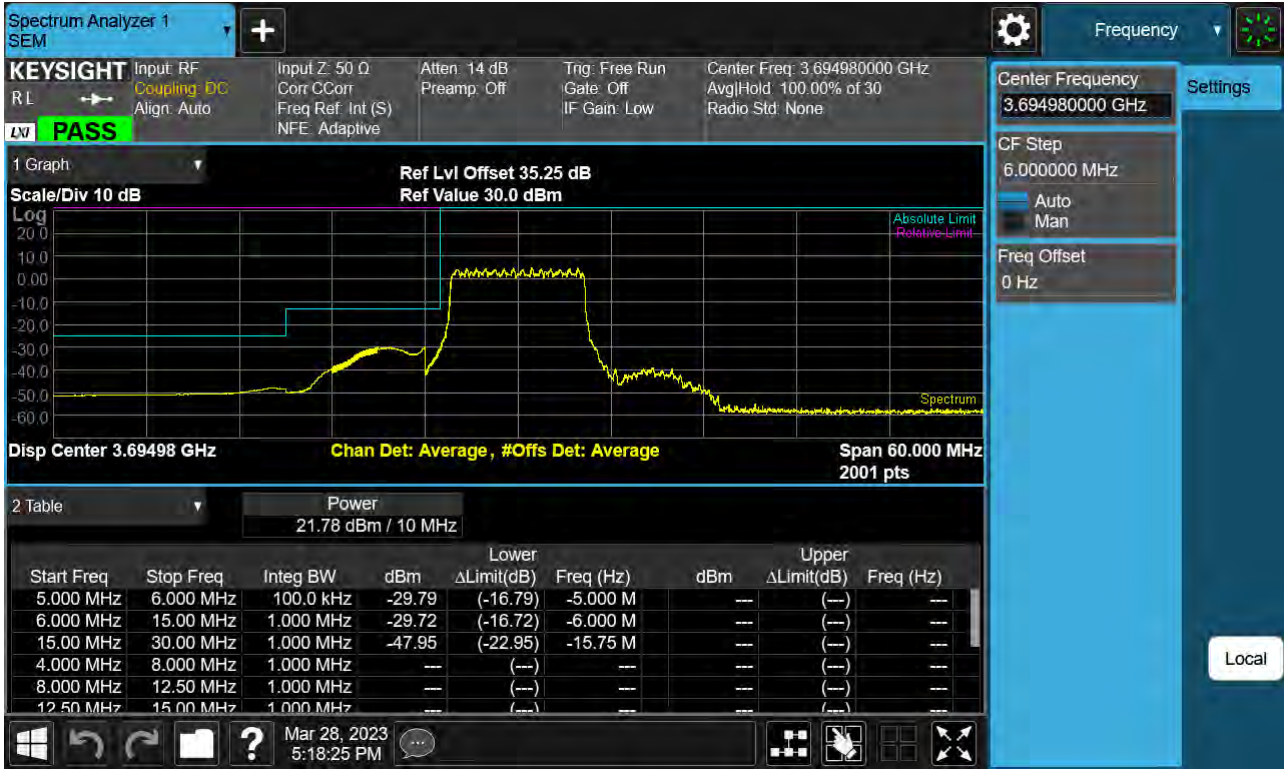 Spectrum Analyzer 1
SEM
+
Frequency
KEYSIGHT
R L
LXI
PASS
Input: RF
Coupling: DC
Align: Auto
Input Z: 50 Ω
Corr CCorr
Freq Ref: Int (S)
NFE: Adaptive
Atten: 14 dB
Preamp: Off
Trig: Free Run
Gate: Off
IF Gain: Low
Center Freq: 3.694980000 GHz
Avg|Hold: 100.00% of 30
Radio Std: None
Center Frequency
3.694980000 GHz
Settings
CF Step
6.000000 MHz
Auto
Man
Freq Offset
0 Hz
Local
1 Graph
Scale/Div 10 dB
Ref Lvl Offset 35.25 dB
Ref Value 30.0 dBm
Log
20.0
10.0
0.00
-10.0
-20.0
-30.0
-40.0
-50.0
-60.0
Absolute Limit
Relative Limit
Spectrum
Disp Center 3.69498 GHz
Chan Det: Average , #Offs Det: Average
Span 60.000 MHz
2001 pts
2 Table
Power
21.78 dBm / 10 MHz
Lower Upper
Start Freq Stop Freq Integ BW dBm ΔLimit(dB) Freq (Hz) dBm ΔLimit(dB) Freq (Hz)
5.000 MHz 6.000 MHz 100.0 kHz -29.79 (-16.79) -5.000 M --- (---) ---
6.000 MHz 15.00 MHz 1.000 MHz -29.72 (-16.72) -6.000 M --- (---) ---
15.00 MHz 30.00 MHz 1.000 MHz -47.95 (-22.95) -15.75 M --- (---) ---
4.000 MHz 8.000 MHz 1.000 MHz --- (---) --- --- (---) ---
8.000 MHz 12.50 MHz 1.000 MHz --- (---) --- --- (---) ---
12.50 MHz 15.00 MHz 1.000 MHz --- (---) --- --- (---) ---
?
Mar 28, 2023
5:18:25 PM